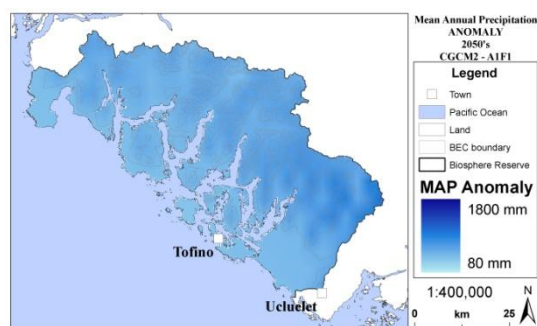 Mean Annual Precipitation
ANOMALY
2050's
CGCM2 - A1F1
Legend
Town
Pacific Ocean
Land
BEC boundary
Biosphere Reserve
MAP Anomaly
1800 mm
80 mm
1:400,000
N
0 km 25
Tofino
Ucluelet